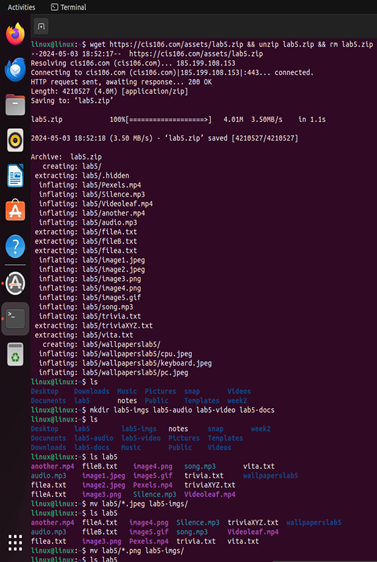 Activities Terminal
linux@linux:~$ wget https://cis106.com/assets/lab5.zip && unzip lab5.zip && rm lab5.zip
--2024-05-03 18:52:17-- https://cis106.com/assets/lab5.zip
Resolving cis106.com (cis106.com)... 185.199.108.153
Connecting to cis106.com (cis106.com)|185.199.108.153|:443... connected.
HTTP request sent, awaiting response... 200 OK
Length: 4210527 (4.0M) [application/zip]
Saving to: ‘lab5.zip’
lab5.zip 100%[===================>] 4.01M 3.50MB/s in 1.1s
2024-05-03 18:52:18 (3.50 MB/s) - ‘lab5.zip’ saved [4210527/4210527]
Archive: lab5.zip
creating: lab5/
extracting: lab5/.hidden
inflating: lab5/Pexels.mp4
inflating: lab5/Silence.mp3
inflating: lab5/Videoleaf.mp4
inflating: lab5/another.mp4
inflating: lab5/audio.mp3
extracting: lab5/fileA.txt
extracting: lab5/fileB.txt
extracting: lab5/filea.txt
inflating: lab5/image1.jpeg
inflating: lab5/image2.jpeg
inflating: lab5/image3.png
inflating: lab5/image4.png
inflating: lab5/image5.gif
inflating: lab5/song.mp3
inflating: lab5/trivia.txt
extracting: lab5/triviaXYZ.txt
extracting: lab5/vita.txt
creating: lab5/wallpaperslab5/
inflating: lab5/wallpaperslab5/cpu.jpeg
inflating: lab5/wallpaperslab5/keyboard.jpeg
inflating: lab5/wallpaperslab5/pc.jpeg
linux@linux:~$ ls
Desktop Downloads Music Pictures snap Videos
Documents lab5 notes Public Templates week2
linux@linux:~$ mkdir lab5-imgs lab5-audio lab5-video lab5-docs
linux@linux:~$ ls
Desktop lab5 lab5-imgs notes snap week2
Documents lab5-audio lab5-video Pictures Templates
Downloads lab5-docs Music Public Videos
linux@linux:~$ ls lab5
another.mp4 fileB.txt image4.png song.mp3 vita.txt
audio.mp3 image1.jpeg image5.gif trivia.txt wallpaperslab5
filea.txt image2.jpeg Pexels.mp4 triviaXYZ.txt
fileA.txt image3.png Silence.mp3 Videoleaf.mp4
linux@linux:~$ mv lab5/*.jpeg lab5-imgs/
linux@linux:~$ ls lab5
another.mp4 fileA.txt image4.png Silence.mp3 triviaXYZ.txt wallpaperslab5
audio.mp3 fileB.txt image5.gif song.mp3 Videoleaf.mp4
filea.txt image3.png Pexels.mp4 trivia.txt vita.txt
linux@linux:~$ mv lab5/*.png lab5-imgs/
linux@linux:~$ ls lab5